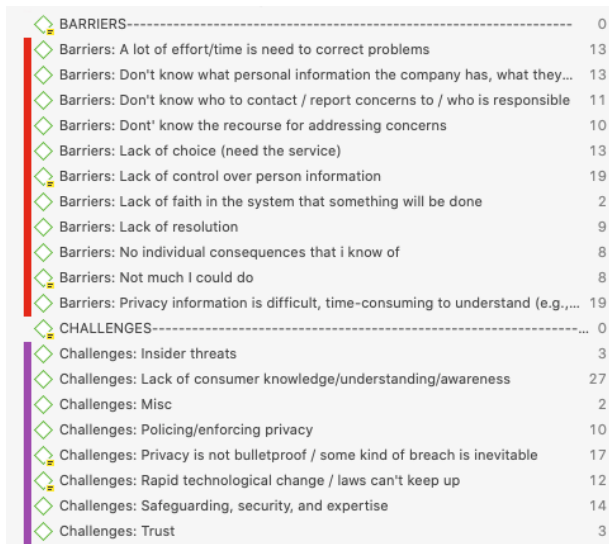 BARRIERS-------------------------------------------------------------------- 0
Barriers: A lot of effort/time is need to correct problems 13
Barriers: Don't know what personal information the company has, what they... 13
Barriers: Don't know who to contact / report concerns to / who is responsible 11
Barriers: Dont' know the recourse for addressing concerns 10
Barriers: Lack of choice (need the service) 13
Barriers: Lack of control over person information 19
Barriers: Lack of faith in the system that something will be done 2
Barriers: Lack of resolution 9
Barriers: No individual consequences that i know of 8
Barriers: Not much I could do 8
Barriers: Privacy information is difficult, time-consuming to understand (e.g.,... 19
CHALLENGES-----------------------------------------------------------------... 0
Challenges: Insider threats 3
Challenges: Lack of consumer knowledge/understanding/awareness 27
Challenges: Misc 2
Challenges: Policing/enforcing privacy 10
Challenges: Privacy is not bulletproof / some kind of breach is inevitable 17
Challenges: Rapid technological change / laws can't keep up 12
Challenges: Safeguarding, security, and expertise 14
Challenges: Trust 3